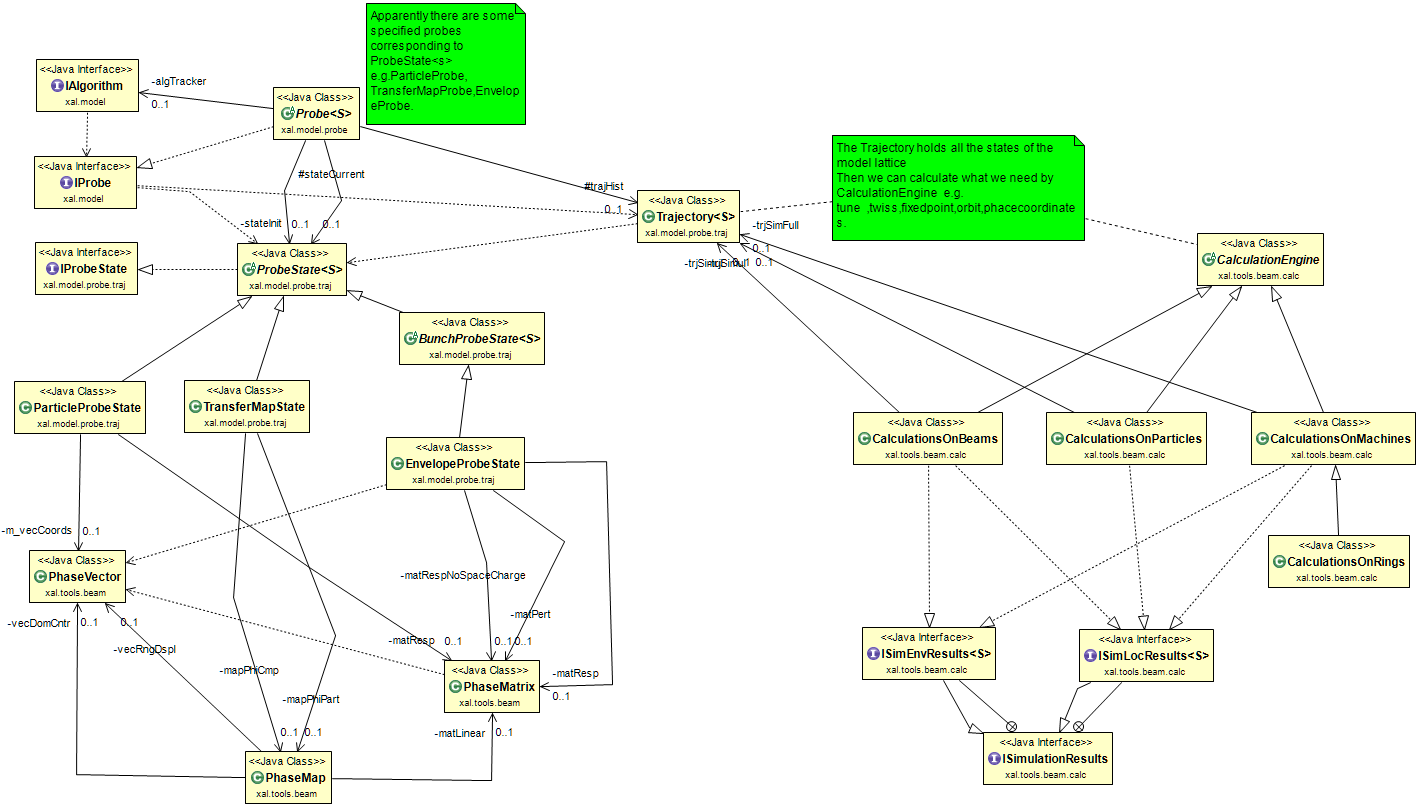 Apparently there are some
specified probes
corresponding to
ProbeState<s>
e.g.ParticleProbe,
TransferMapProbe,Envelop
eProbe.
<<Java Interface>>
IAlgorithm
xal.model
-algTracker
0..1
<<Java Class>>
Probe<S>
xal.model.probe
<<Java Interface>>
IProbe
xal.model
#stateCurrent
-stateInit
0..1
0..1
#trajHist
0..1
<<Java Class>>
Trajectory<S>
xal.model.probe.traj
The Trajectory holds all the states of the
model lattice
Then we can calculate what we need by
CalculationEngine e.g.
tune ,twiss,fixedpoint,orbit,phacecoordinate
s.
-trjSimFull
0..1
0..1
0..1
<<Java Class>>
CalculationEngine
xal.tools.beam.calc
<<Java Interface>>
IProbeState
xal.model.probe.traj
<<Java Class>>
ProbeState<S>
xal.model.probe.traj
<<Java Class>>
BunchProbeState<S>
xal.model.probe.traj
<<Java Class>>
ParticleProbeState
xal.model.probe.traj
<<Java Class>>
TransferMapState
xal.model.probe.traj
<<Java Class>>
EnvelopeProbeState
xal.model.probe.traj
<<Java Class>>
CalculationsOnBeams
xal.tools.beam.calc
<<Java Class>>
CalculationsOnParticles
xal.tools.beam.calc
<<Java Class>>
CalculationsOnMachines
xal.tools.beam.calc
<<Java Class>>
CalculationsOnRings
xal.tools.beam.calc
-m_vecCoords
0..1
<<Java Class>>
PhaseVector
xal.tools.beam
-matRespNoSpaceCharge
-matPert
-vecDomCntr
0..1
0..1
-vecRngDspl
-matResp
0..1
0..1
0..1
-mapPhiCmp
-mapPhiPart
-matResp
0..1
<<Java Class>>
PhaseMatrix
xal.tools.beam
-matLinear
0..1
0..1
0..1
<<Java Class>>
PhaseMap
xal.tools.beam
<<Java Interface>>
ISimEnvResults<S>
xal.tools.beam.calc
<<Java Interface>>
ISimLocResults<S>
xal.tools.beam.calc
<<Java Interface>>
ISimulationResults
xal.tools.beam.calc